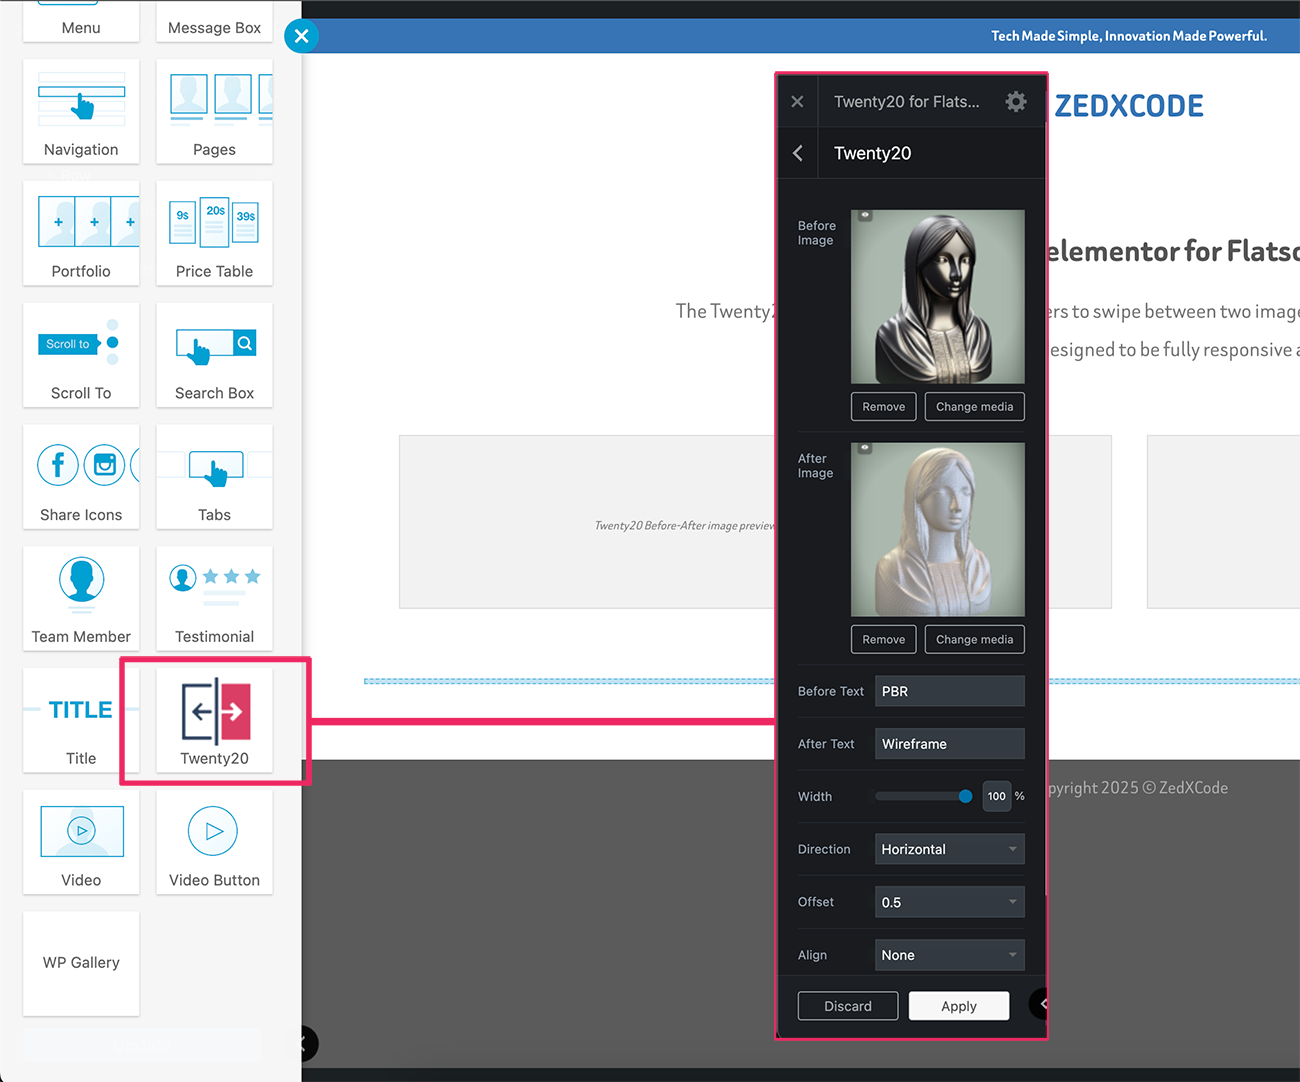 Menu
Message Box
Navigation
Pages
Portfolio
9s
20s
39s
Price Table
Scroll to
Scroll To
Search Box
Share Icons
Tabs
Team Member
Testimonial
TITLE
Title
Twenty20
Video
Video Button
WP Gallery
Tech Made Simple, Innovation Made Powerful.
ZEDXCODE
elementor for Flats
The Twenty
ers to swipe between two imag
esigned to be fully responsive a
Twenty20 Before-After image preview
pyright 2025 © ZedXCode
Twenty20 for Flats...
Twenty20
Before
Image
Remove
Change media
After
Image
Remove
Change media
Before Text
PBR
After Text
Wireframe
Width
100
%
Direction
Horizontal
Offset
0.5
Align
None
Discard
Apply